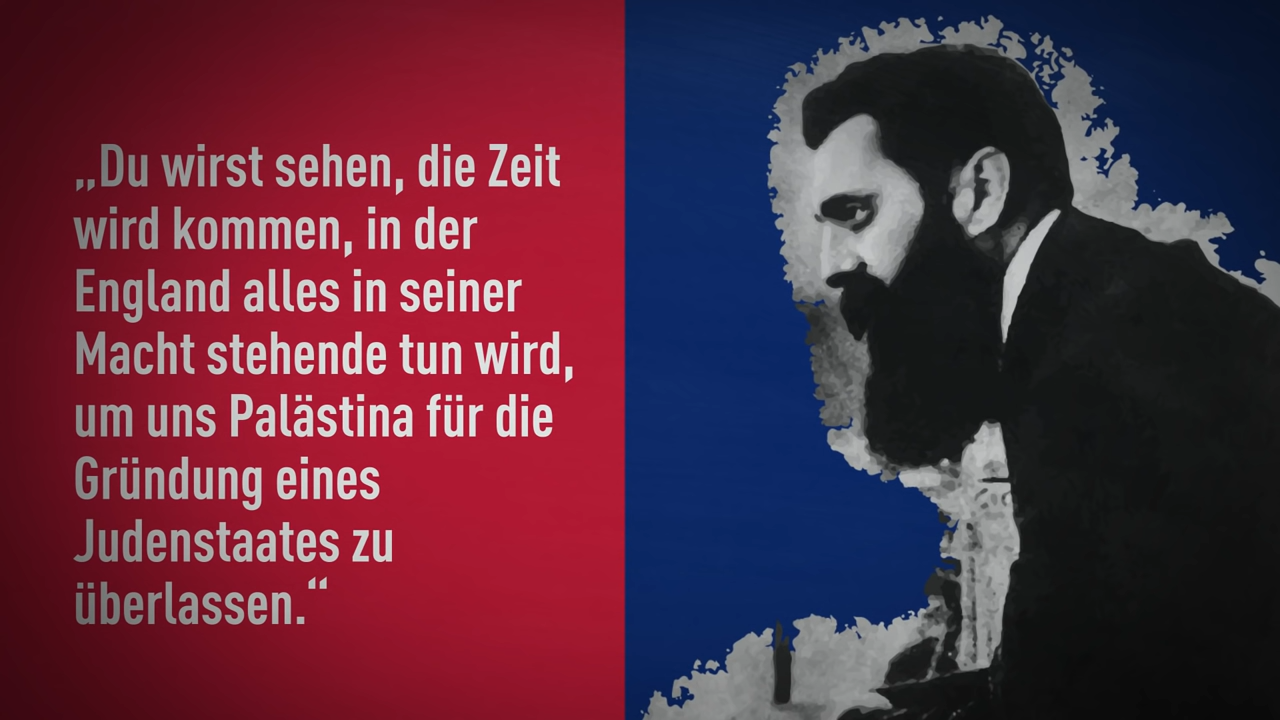 „Du wirst sehen, die Zeit
wird kommen, in der
England alles in seiner
Macht stehende tun wird,
um uns Palästina für die
Gründung eines
Judenstaates zu
überlassen.“